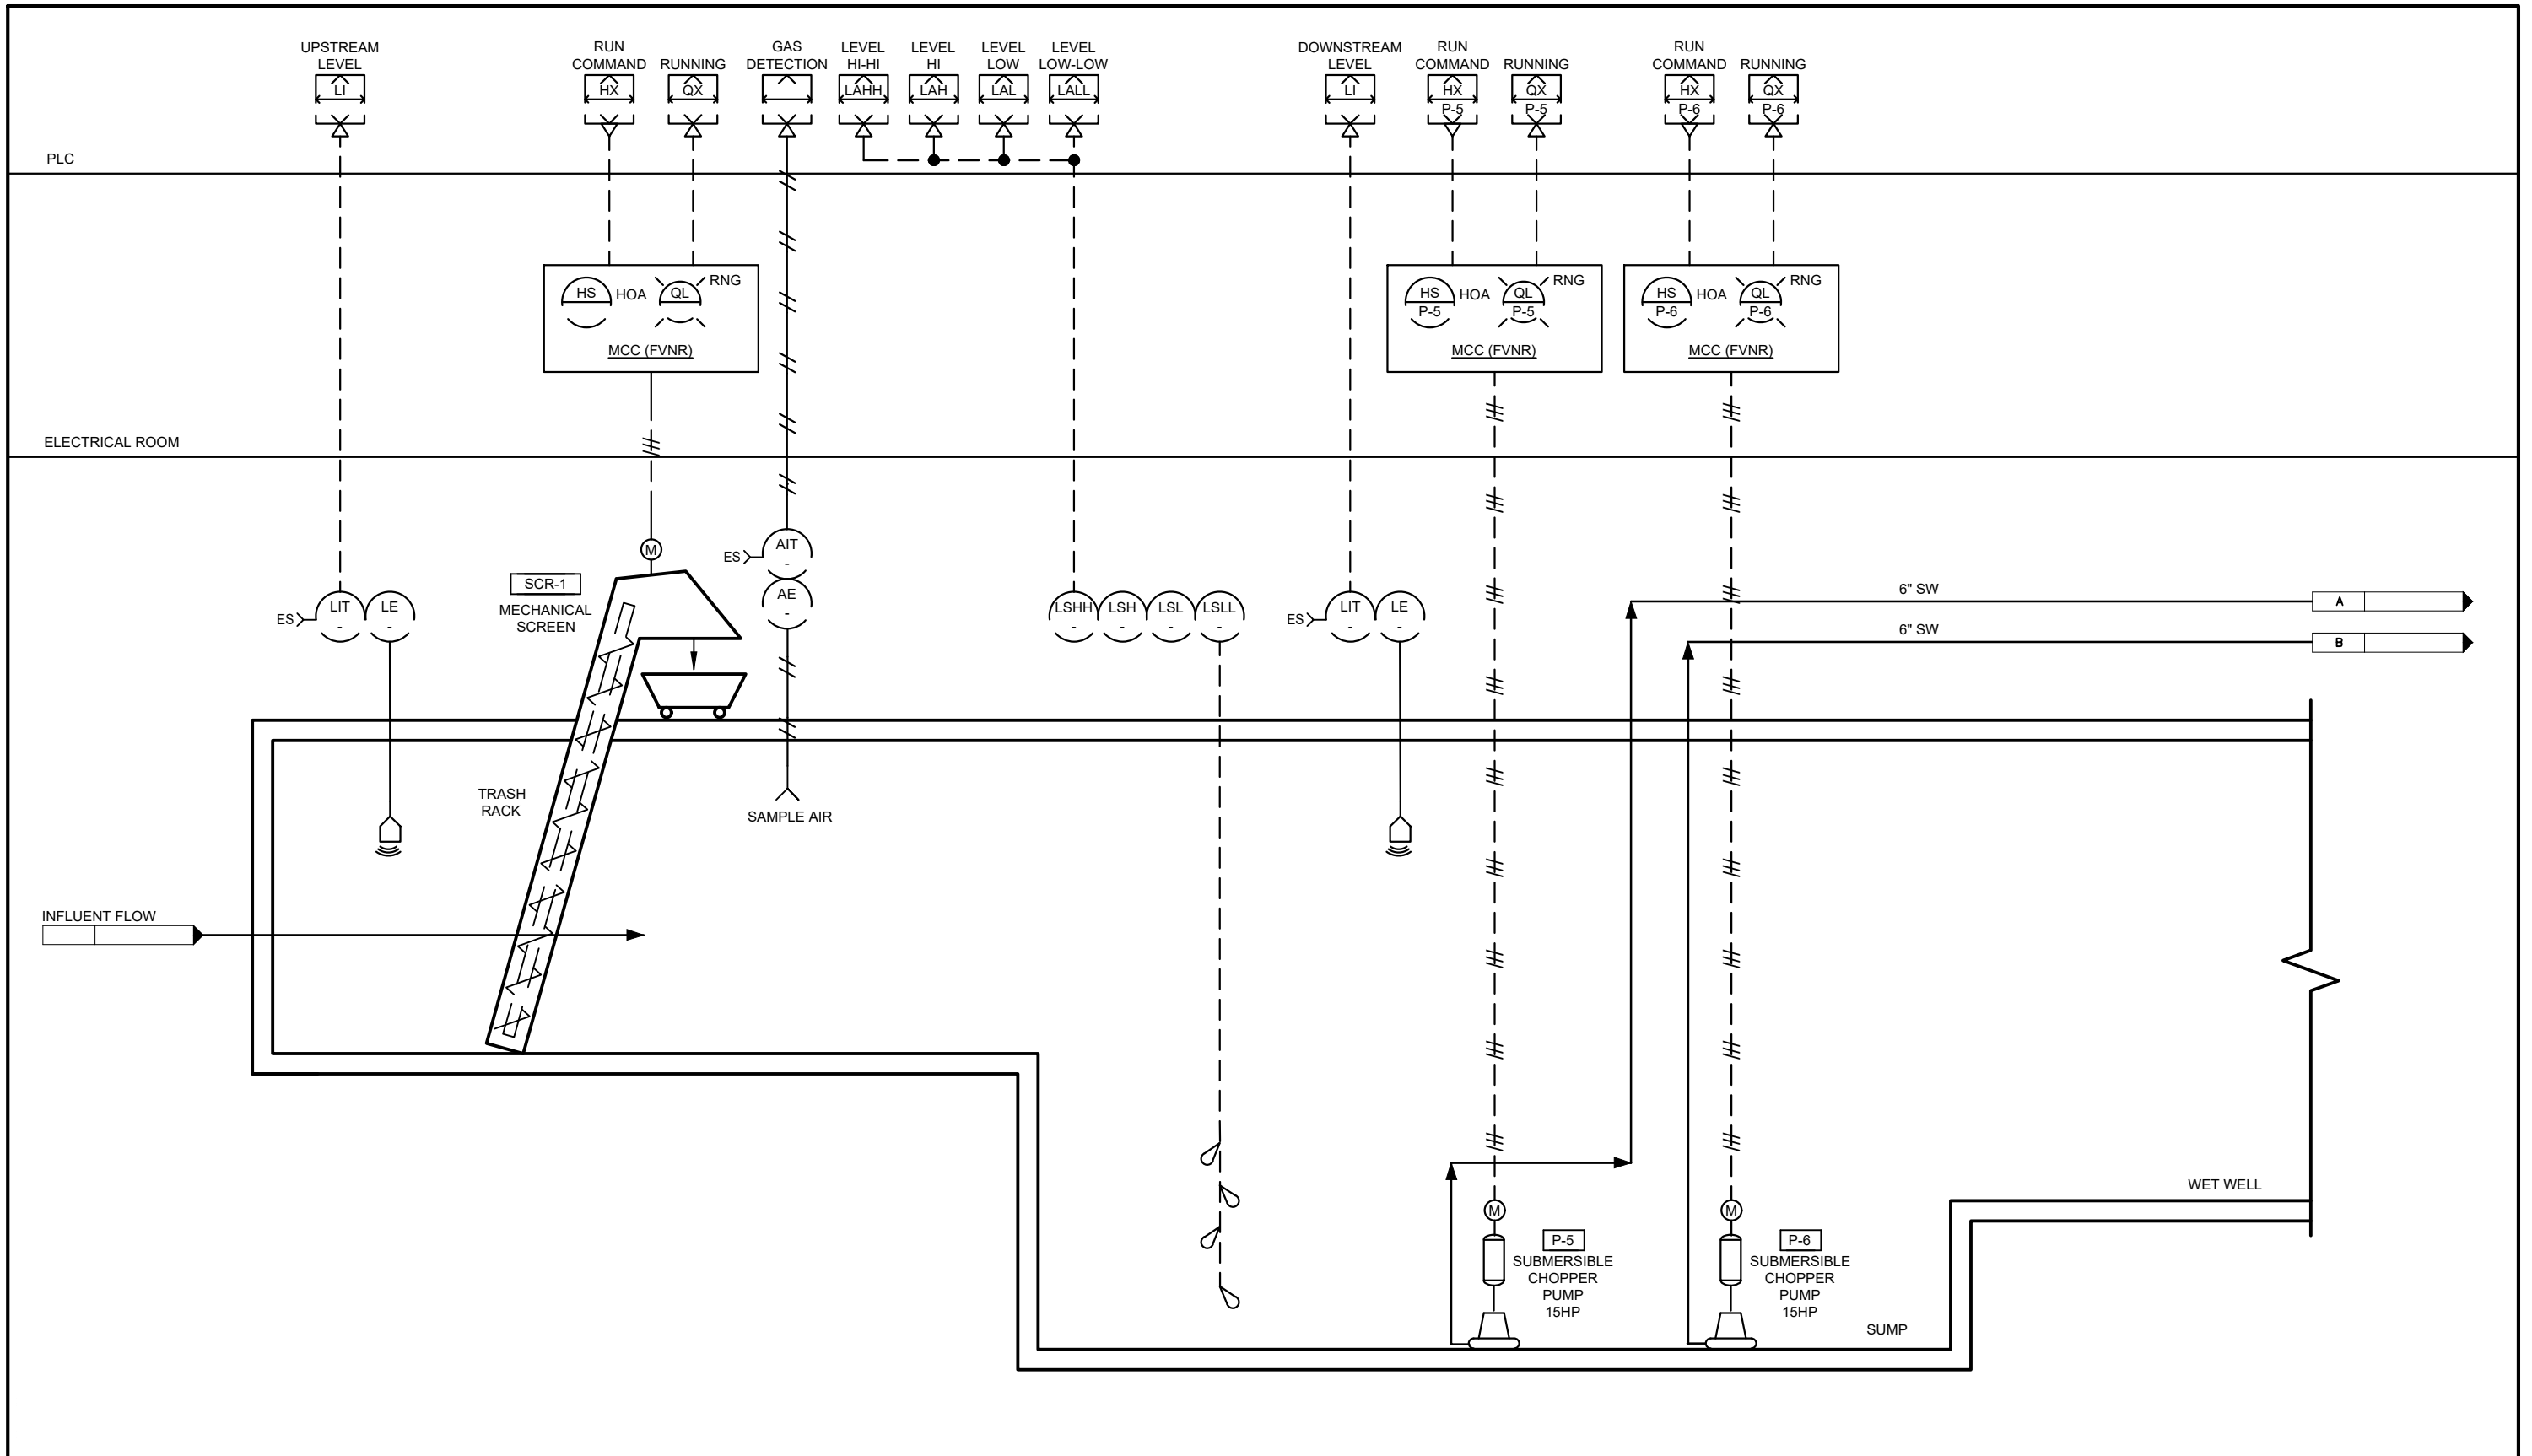 UPSTREAM
LEVEL
LI
RUN
COMMAND
HX
RUNNING
QX
GAS
DETECTION
LEVEL
HI-HI
LAHH
LEVEL
HI
LAH
LEVEL
LOW
LAL
LEVEL
LOW-LOW
LALL
DOWNSTREAM
LEVEL
LI
RUN
COMMAND
HX
P-5
RUNNING
QX
P-5
RUN
COMMAND
HX
P-6
RUNNING
QX
P-6
PLC
HS
HOA
QL
RNG
MCC (FVNR)
HS
P-5
HOA
QL
P-5
RNG
MCC (FVNR)
HS
P-6
HOA
QL
P-6
RNG
MCC (FVNR)
ELECTRICAL ROOM
ES
LIT
-
LE
-
SCR-1
MECHANICAL
SCREEN
M
ES
AIT
-
AE
-
LSHH
-
LSH
-
LSL
-
LSLL
-
ES
LIT
-
LE
-
6" SW
A
6" SW
B
TRASH
RACK
SAMPLE AIR
INFLUENT FLOW
WET WELL
M
P-5
SUBMERSIBLE
CHOPPER
PUMP
15HP
M
P-6
SUBMERSIBLE
CHOPPER
PUMP
15HP
SUMP